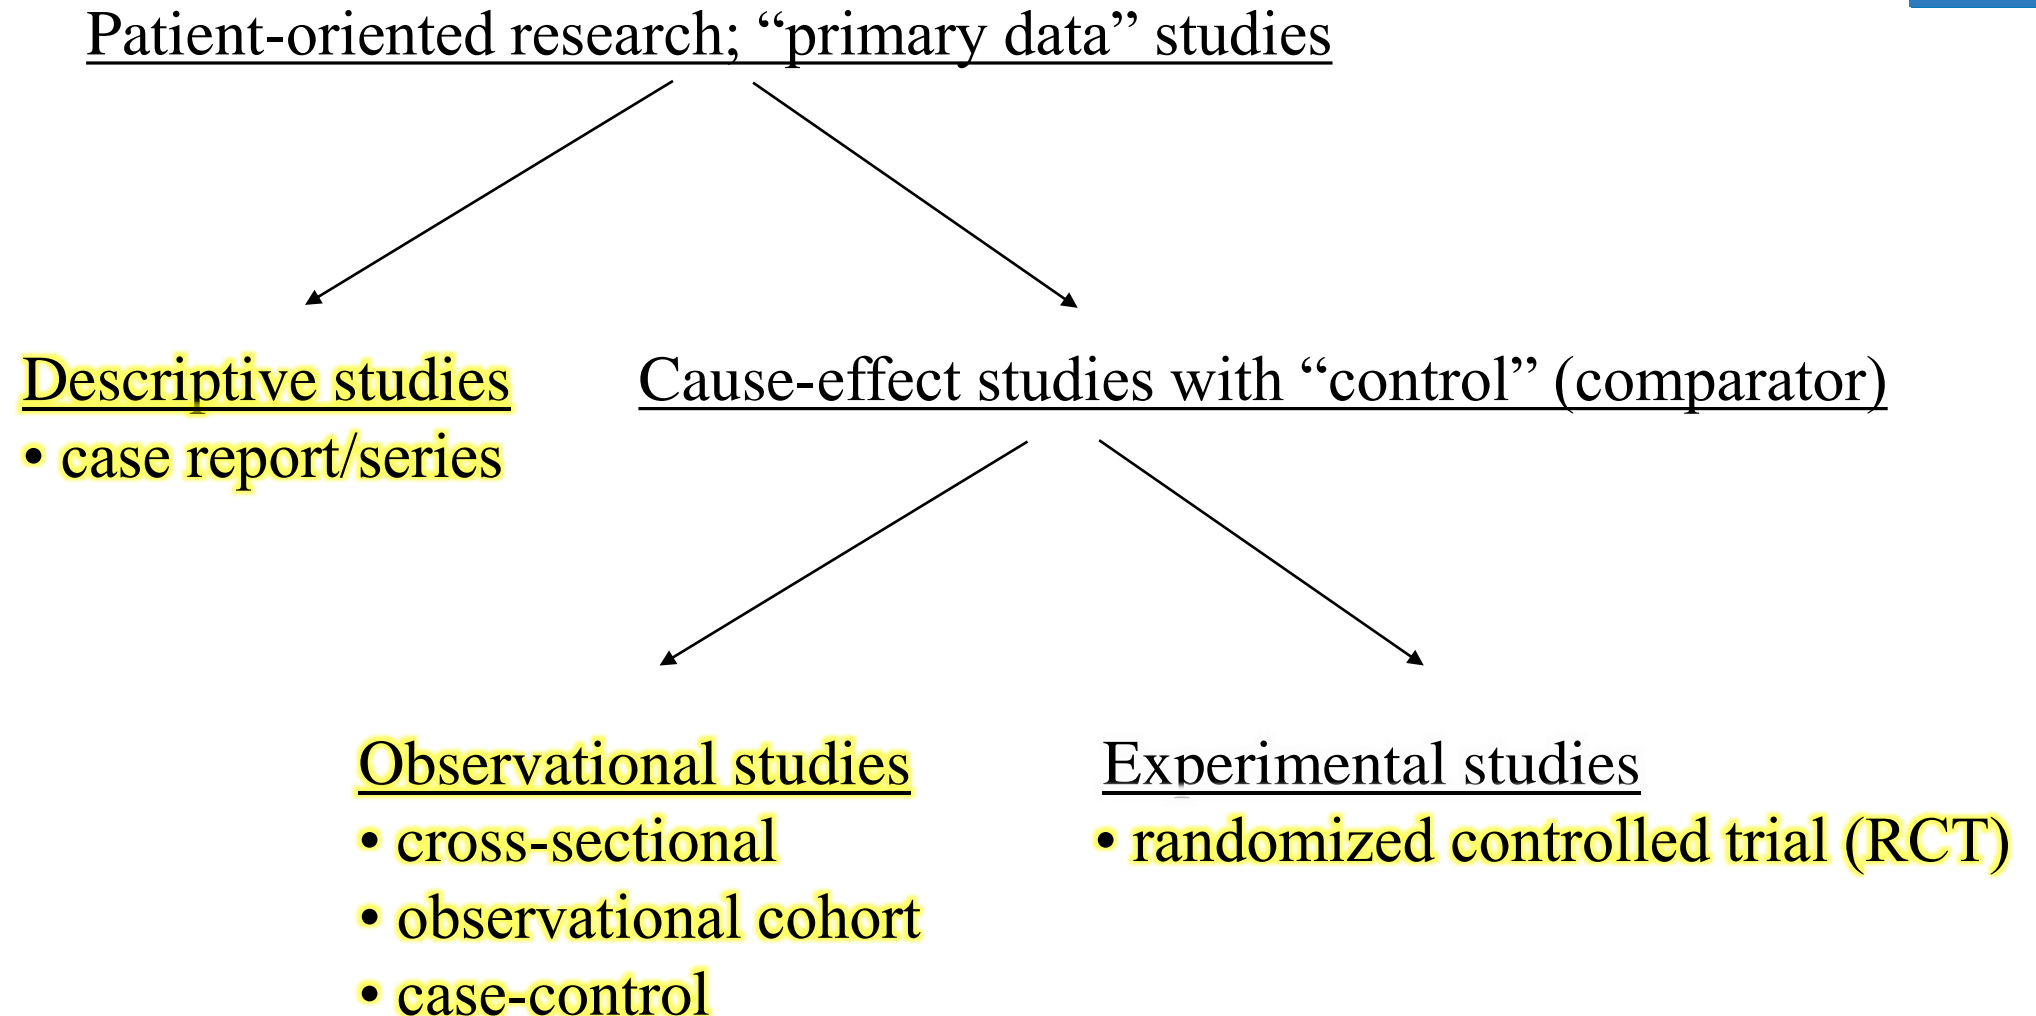 Patient-oriented research; “primary data” studies
Descriptive studies
• case report/series
Cause-effect studies with “control” (comparator)
Observational studies
• cross-sectional
• observational cohort
• case-control
Experimental studies
• randomized controlled trial (RCT)